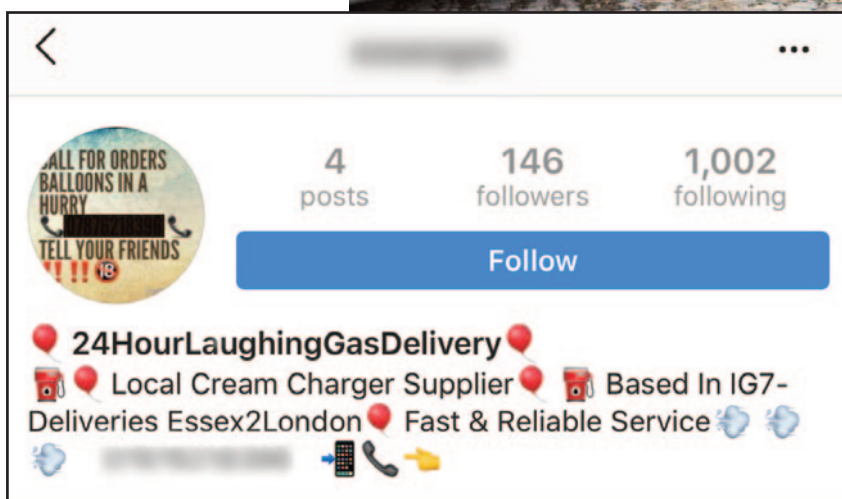 4 146 1,002
posts followers following
CALL FOR ORDERS
BALLOONS IN A
HURRY
TELL YOUR FRIENDS
‼️ ‼️ 🔞
Follow
🎈 24HourLaughingGasDelivery🎈
⛽🎈 Local Cream Charger Supplier🎈 ⛽ Based In IG7-
Deliveries Essex2London🎈 Fast & Reliable Service💨 💨
💨 📲📞👈